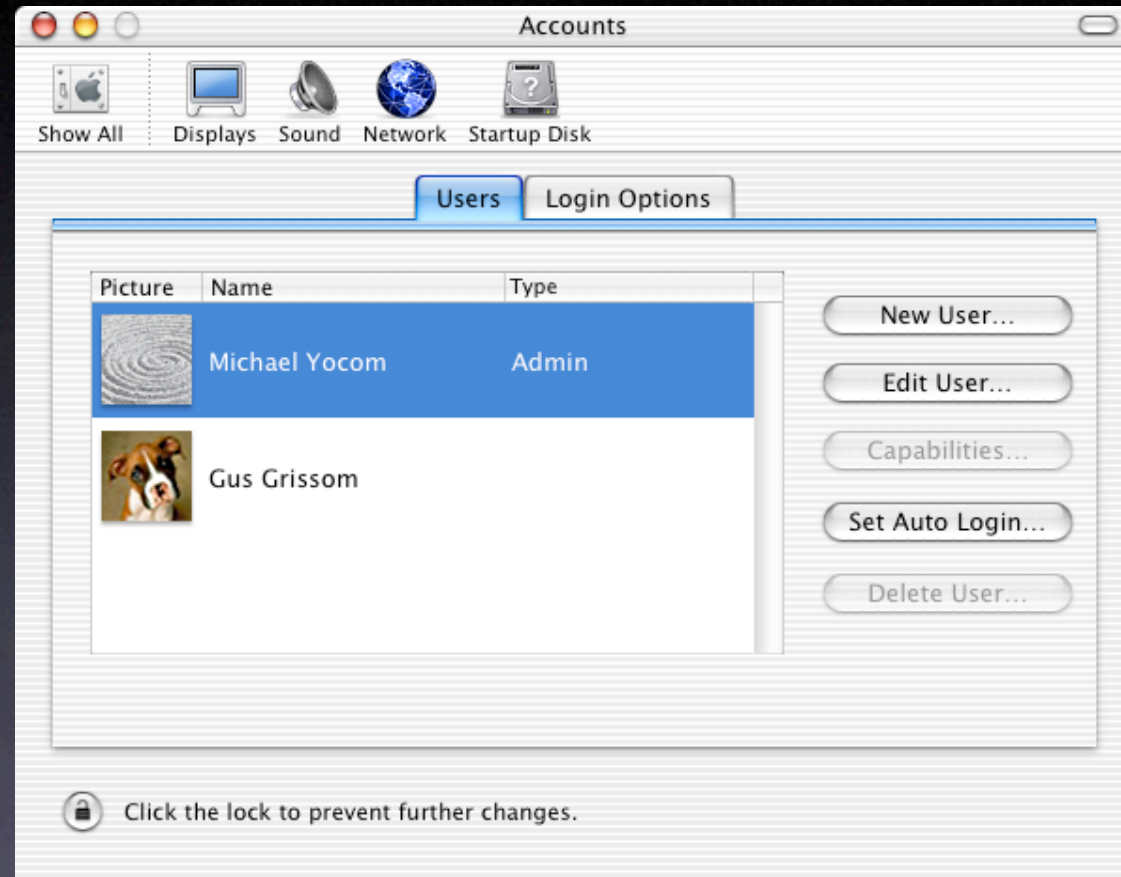 Accounts
Show All Displays Sound Network Startup Disk
Users Login Options
Picture Name Type
Michael Yocom Admin
Gus Grissom
New User...
Edit User...
Capabilities...
Set Auto Login...
Delete User...
Click the lock to prevent further changes.